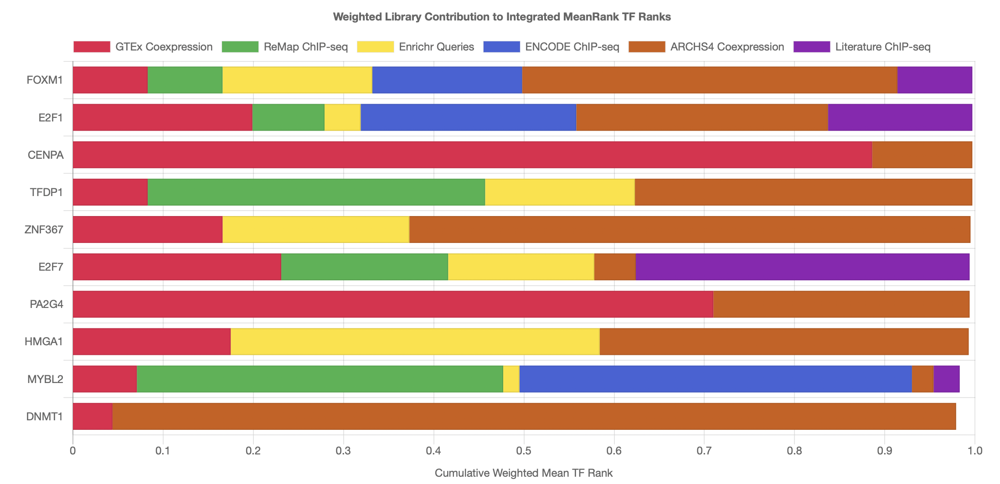 Weighted Library Contribution to Integrated MeanRank TF Ranks
GTEx Coexpression ReMap ChIP-seq Enrichr Queries ENCODE ChIP-seq ARCHS4 Coexpression Literature ChIP-seq
FOXM1
E2F1
CENPA
TFDP1
ZNF367
E2F7
PA2G4
HMGA1
MYBL2
DNMT1
0 0.1 0.2 0.3 0.4 0.5 0.6 0.7 0.8 0.9 1.0
Cumulative Weighted Mean TF Rank